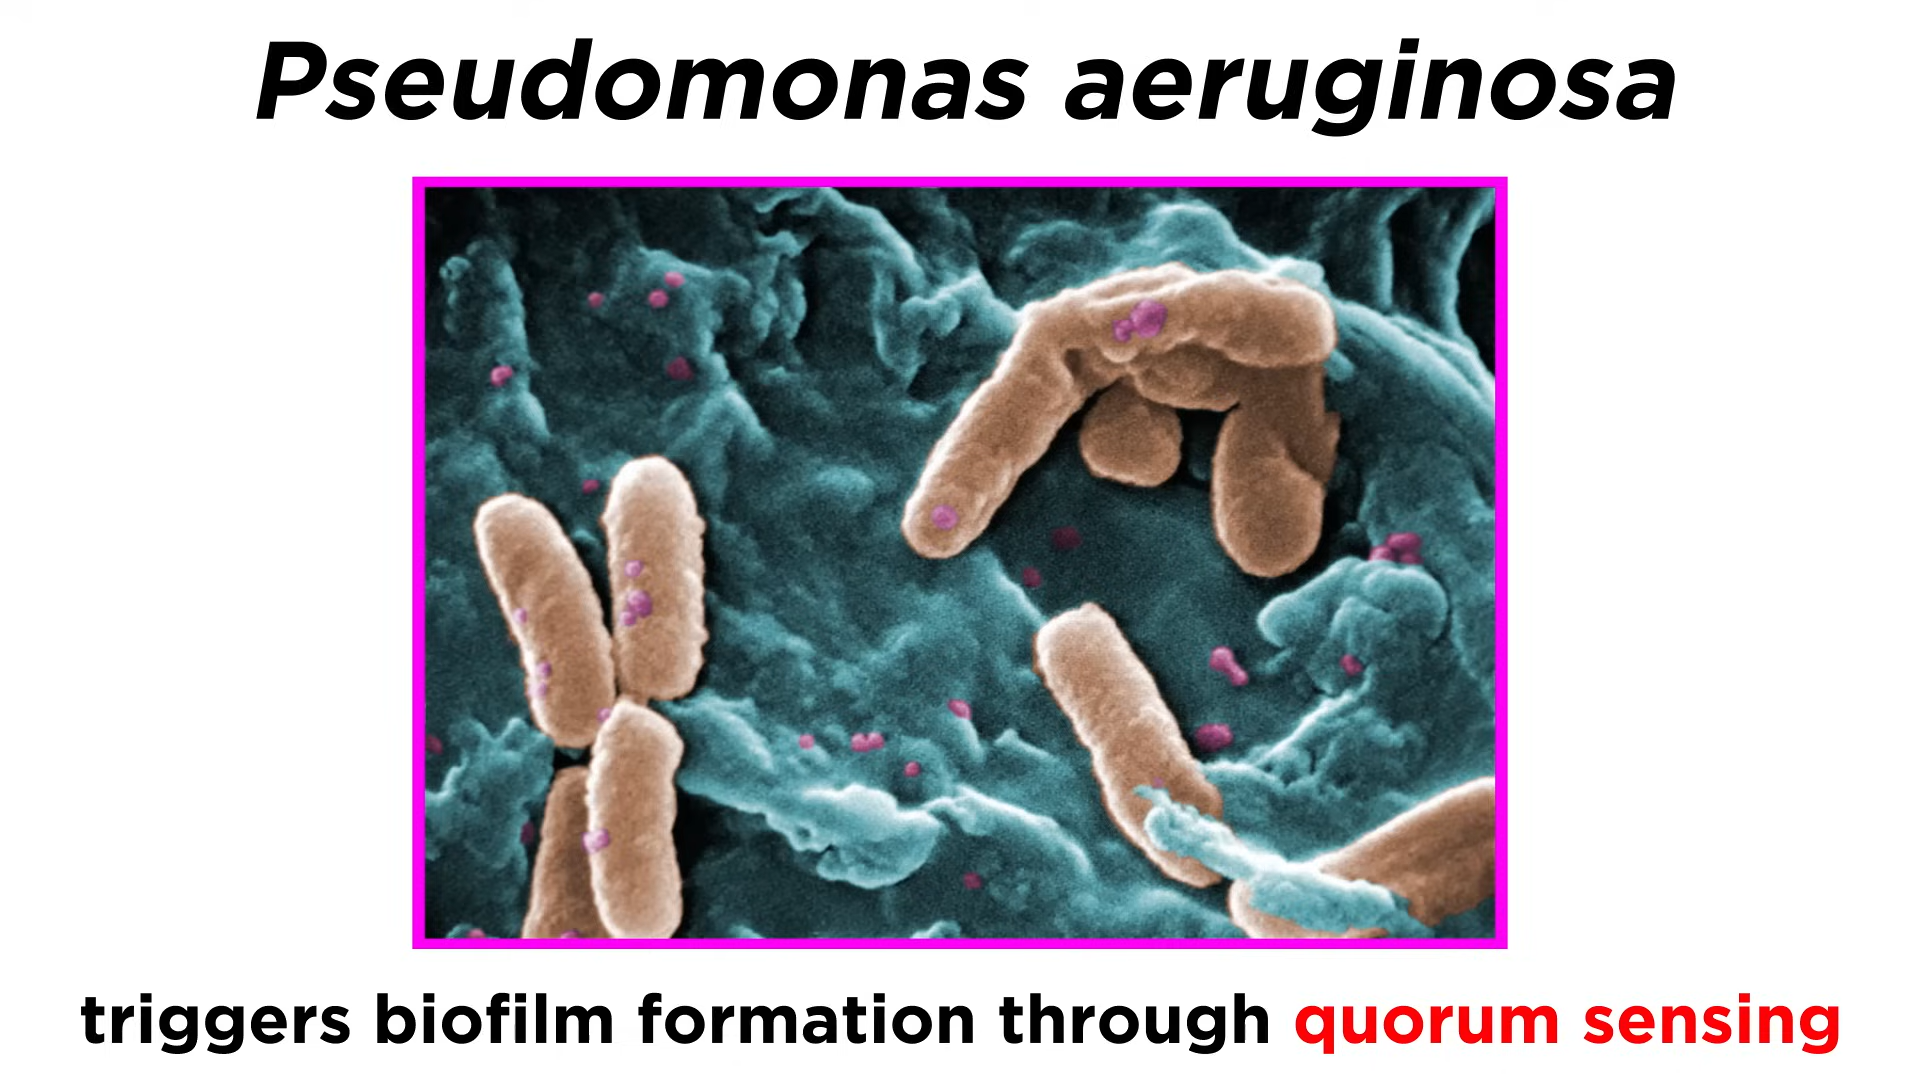 Pseudomonas aeruginosa
triggers biofilm formation through quorum sensing